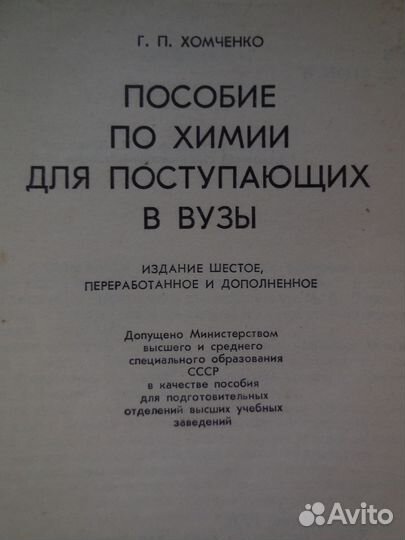 Г. П. ХОМЧЕНКО
ПОСОБИЕ
ПО ХИМИИ
ДЛЯ ПОСТУПАЮЩИХ
В ВУЗЫ
ИЗДАНИЕ ШЕСТОЕ,
ПЕРЕРАБОТАННОЕ И ДОПОЛНЕННОЕ
Допущено Министерством
высшего и среднего
специального образования
СССР
в качестве пособия
для подготовительных
отделений высших учебных
заведений
Avito